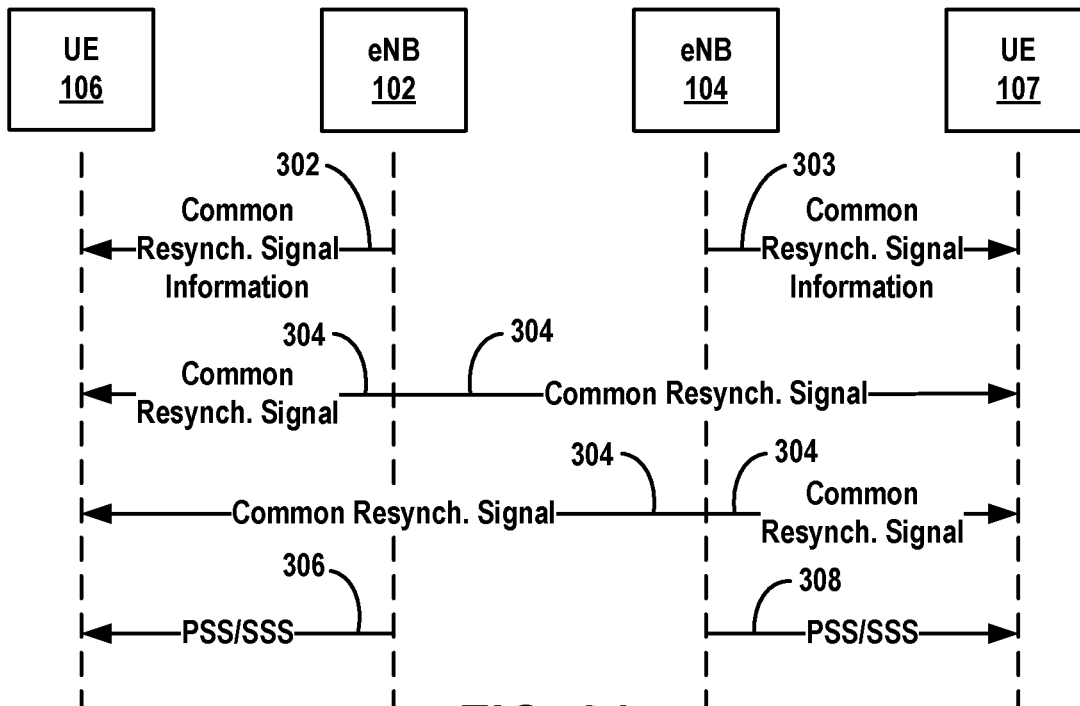 UE
106
eNB
102
eNB
104
UE
107
302
303
Common
Resynch. Signal
Information
Common
Resynch. Signal
Information
304
304
Common
Resynch. Signal
Common Resynch. Signal
304
304
Common Resynch. Signal
Common
Resynch. Signal
306
308
PSS/SSS
PSS/SSS